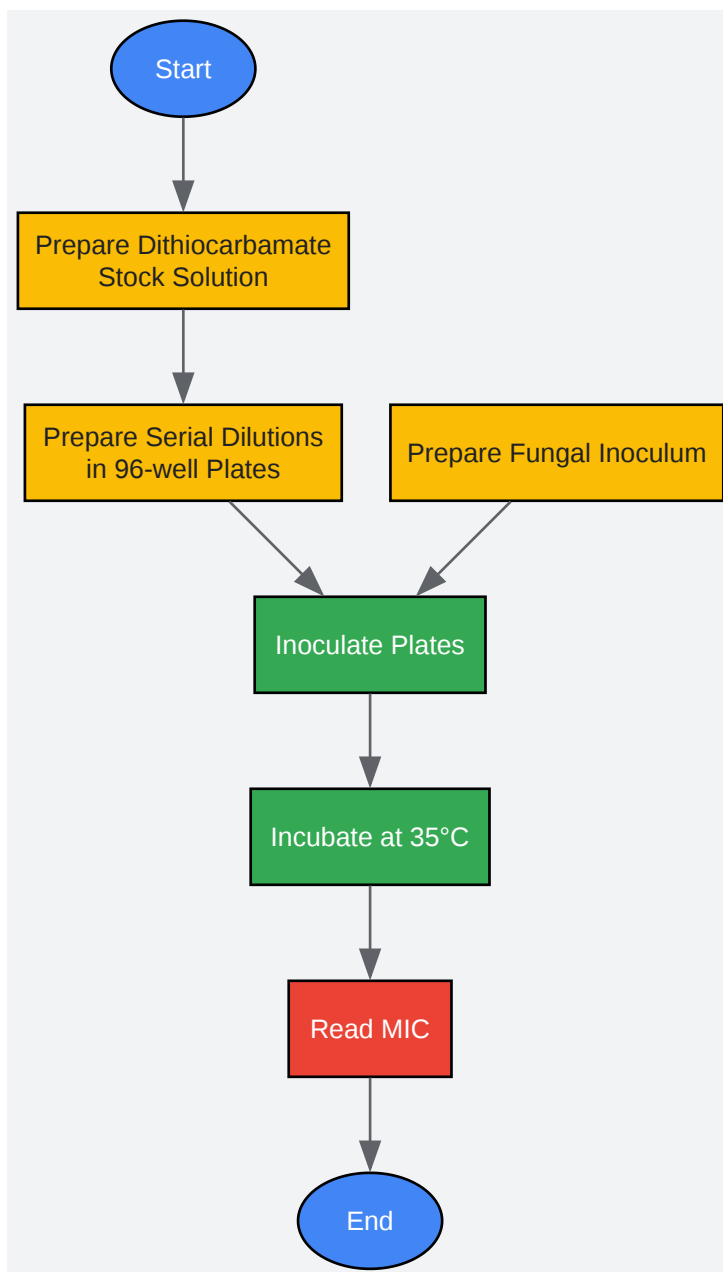 Start
Prepare Dithiocarbamate
Stock Solution
Prepare Serial Dilutions
in 96-well Plates
Prepare Fungal Inoculum
Inoculate Plates
Incubate at 35°C
Read MIC
End